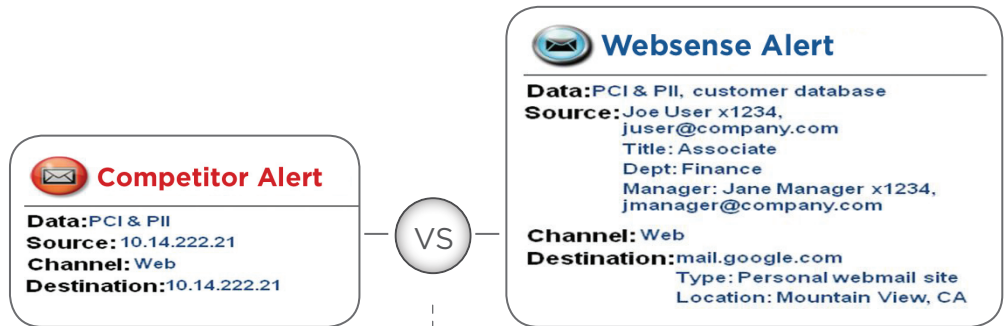 Competitor Alert
Data:PCI & PII
Source: 10.14.222.21
Channel: Web
Destination:10.14.222.21
VS
Websense Alert
Data:PCI & PII, customer database
Source: Joe User x1234,
juser@company.com
Title: Associate
Dept: Finance
Manager: Jane Manager x1234,
jmanager@company.com
Channel: Web
Destination:mail.google.com
Type: Personal webmail site
Location: Mountain View, CA